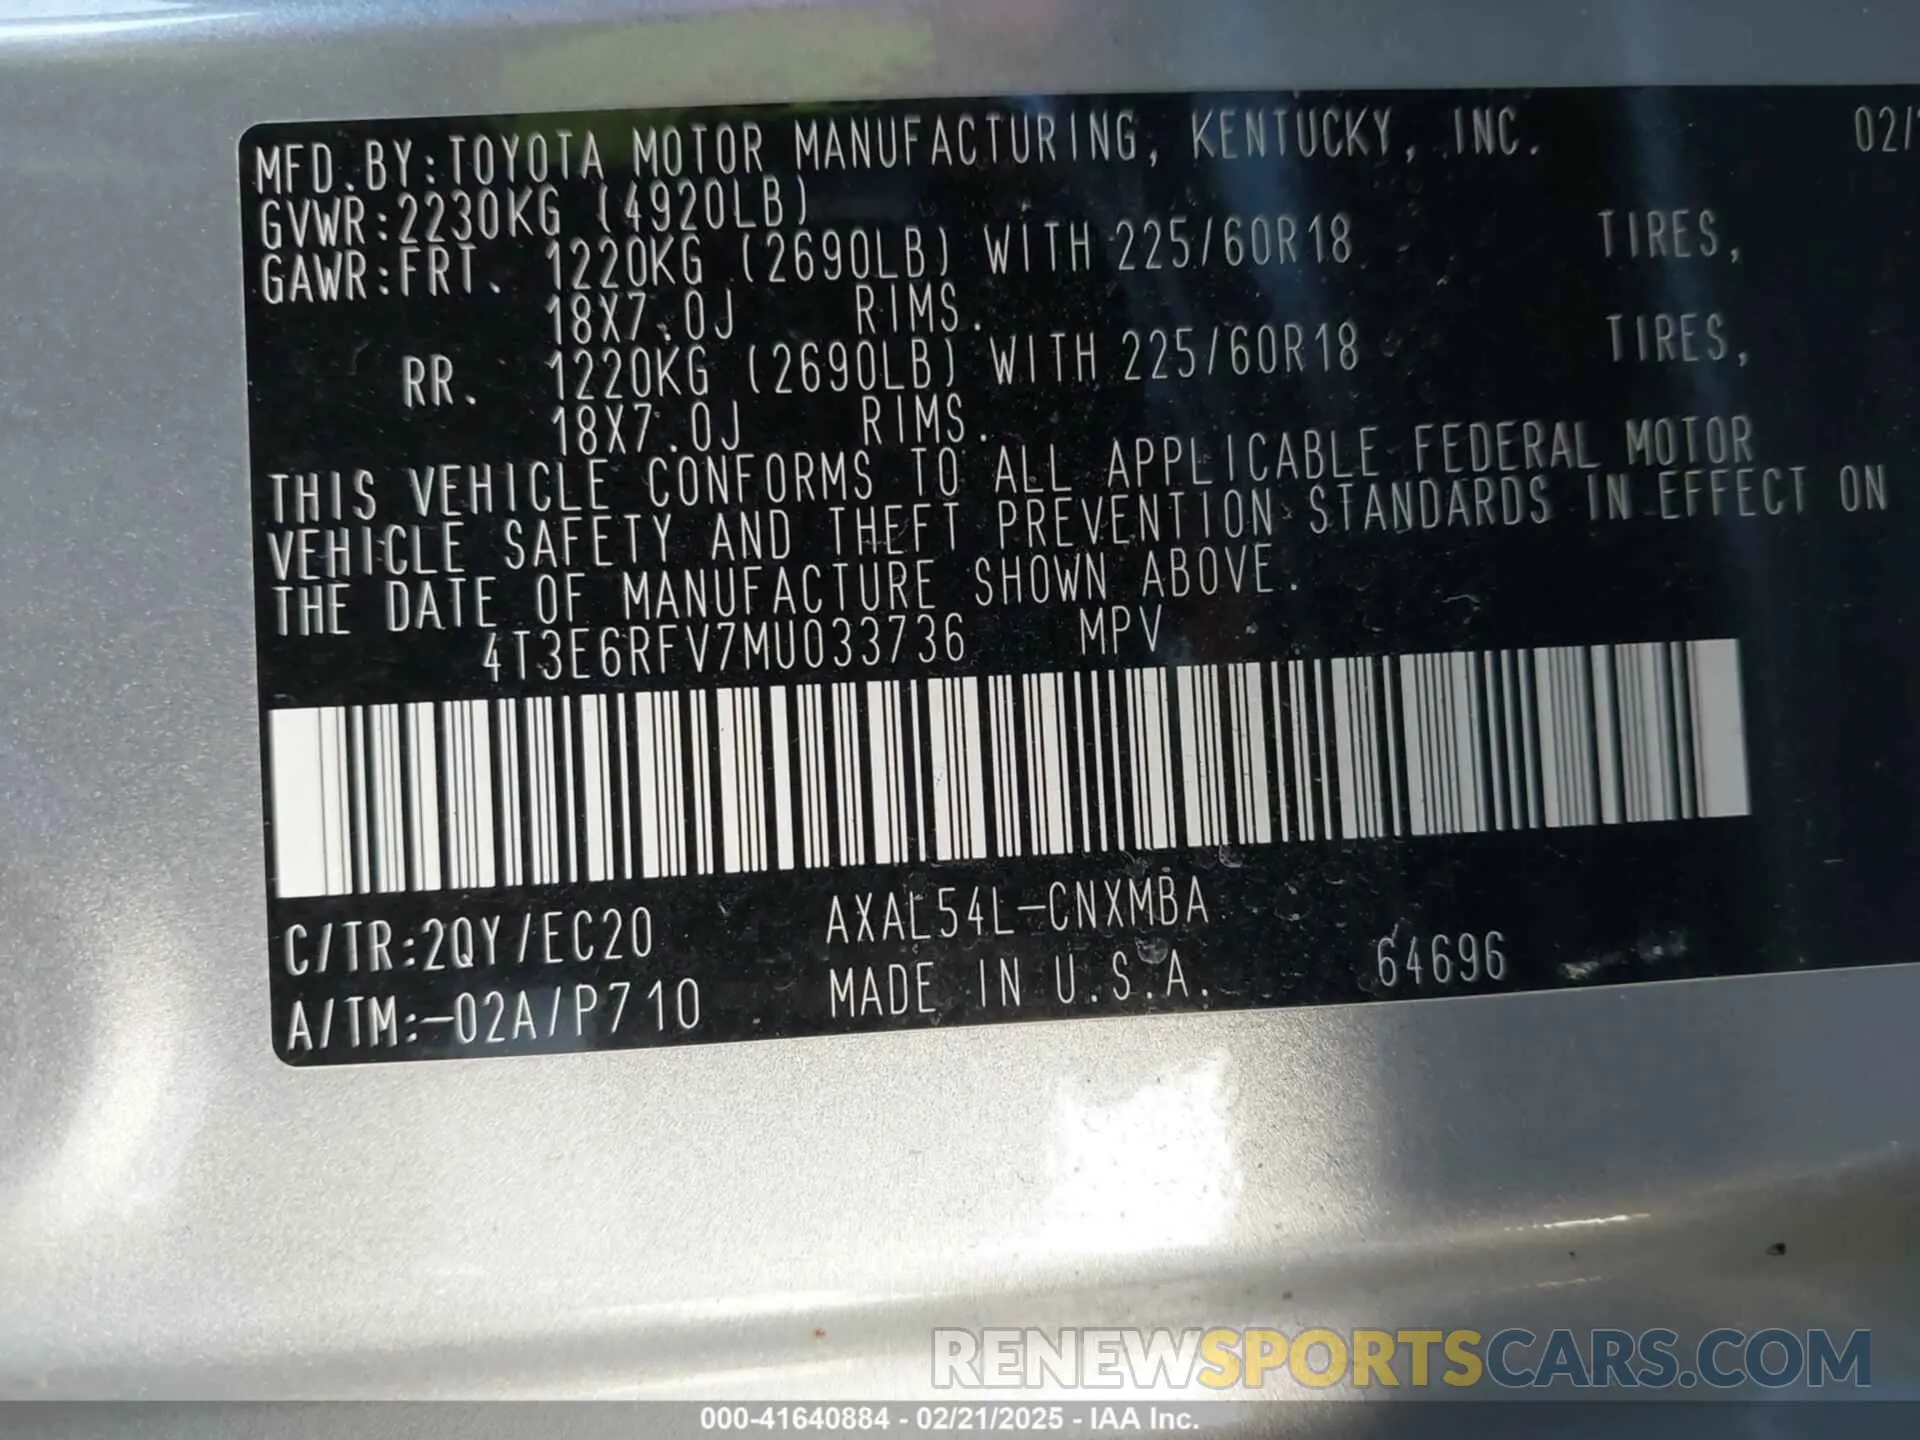 MFD.BY:TOYOTA MOTOR MANUFACTURING, KENTUCKY, INC. 02/
GVWR:2230KG (4920LB)
GAWR:FRT. 1220KG (2690LB) WITH 225/60R18 TIRES,
18X7.0J RIMS.
RR. 1220KG (2690LB) WITH 225/60R18 TIRES,
18X7.0J RIMS.
THIS VEHICLE CONFORMS TO ALL APPLICABLE FEDERAL MOTOR
VEHICLE SAFETY AND THEFT PREVENTION STANDARDS IN EFFECT ON
THE DATE OF MANUFACTURE SHOWN ABOVE.
4T3E6RFV7MU033736 MPV
C/TR:2QY/EC20 AXAL54L-CNXMBA
A/TM:-02A/P710 MADE IN U.S.A. 64696
RENEWSPORTSCARS.COM
000-41640884 - 02/21/2025 - IAA Inc.